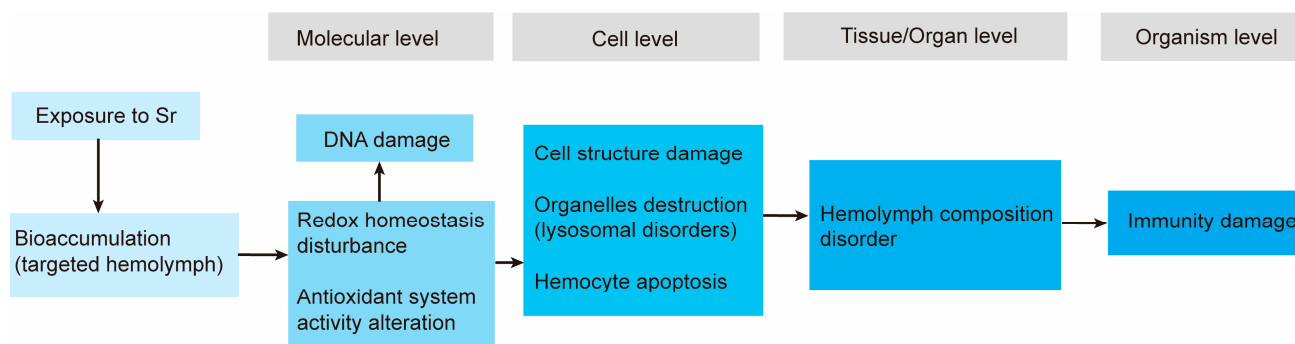 Molecular level
Cell level
Tissue/Organ level
Organism level
Exposure to Sr
DNA damage
Bioaccumulation
(targeted hemolymph)
Redox homeostasis
disturbance
Antioxidant system
activity alteration
Cell structure damage
Organelles destruction
(lysosomal disorders)
Hemocyte apoptosis
Hemolymph composition
disorder
Immunity damage